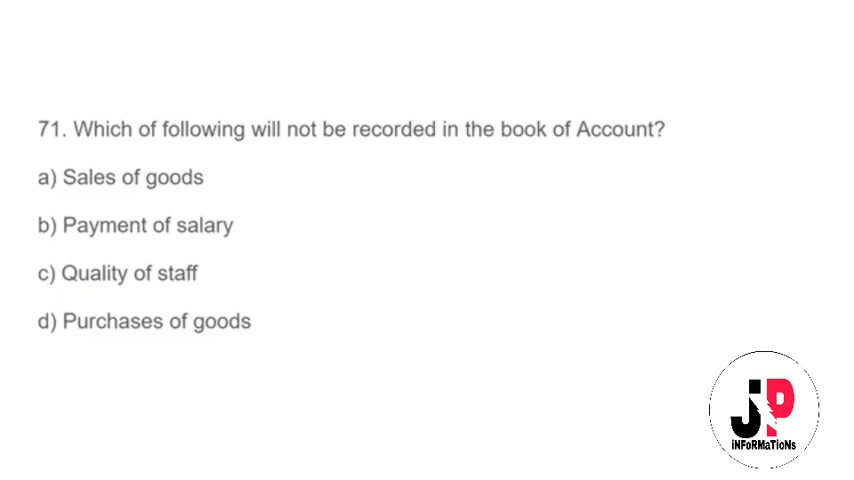 71. Which of following will not be recorded in the book of Account?
a) Sales of goods
b) Payment of salary
c) Quality of staff
d) Purchases of goods
JP
iNFoRMaTioNs